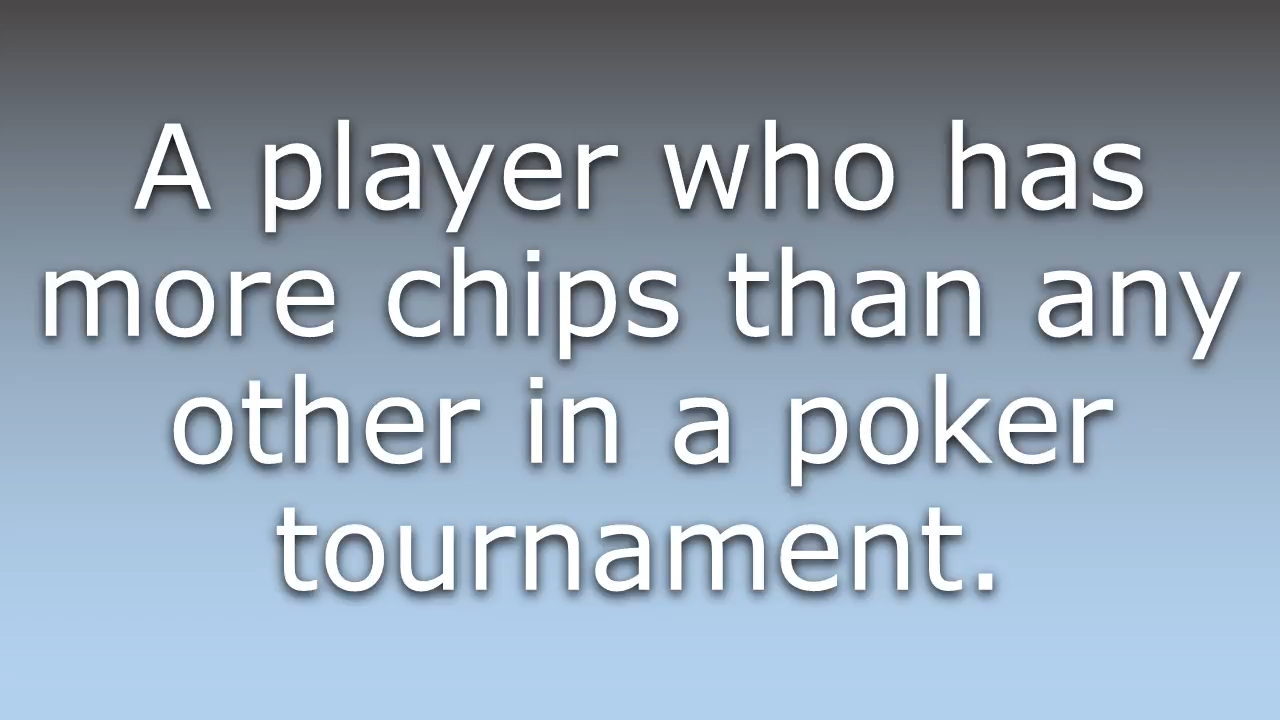 A player who has
more chips than any
other in a poker
tournament.